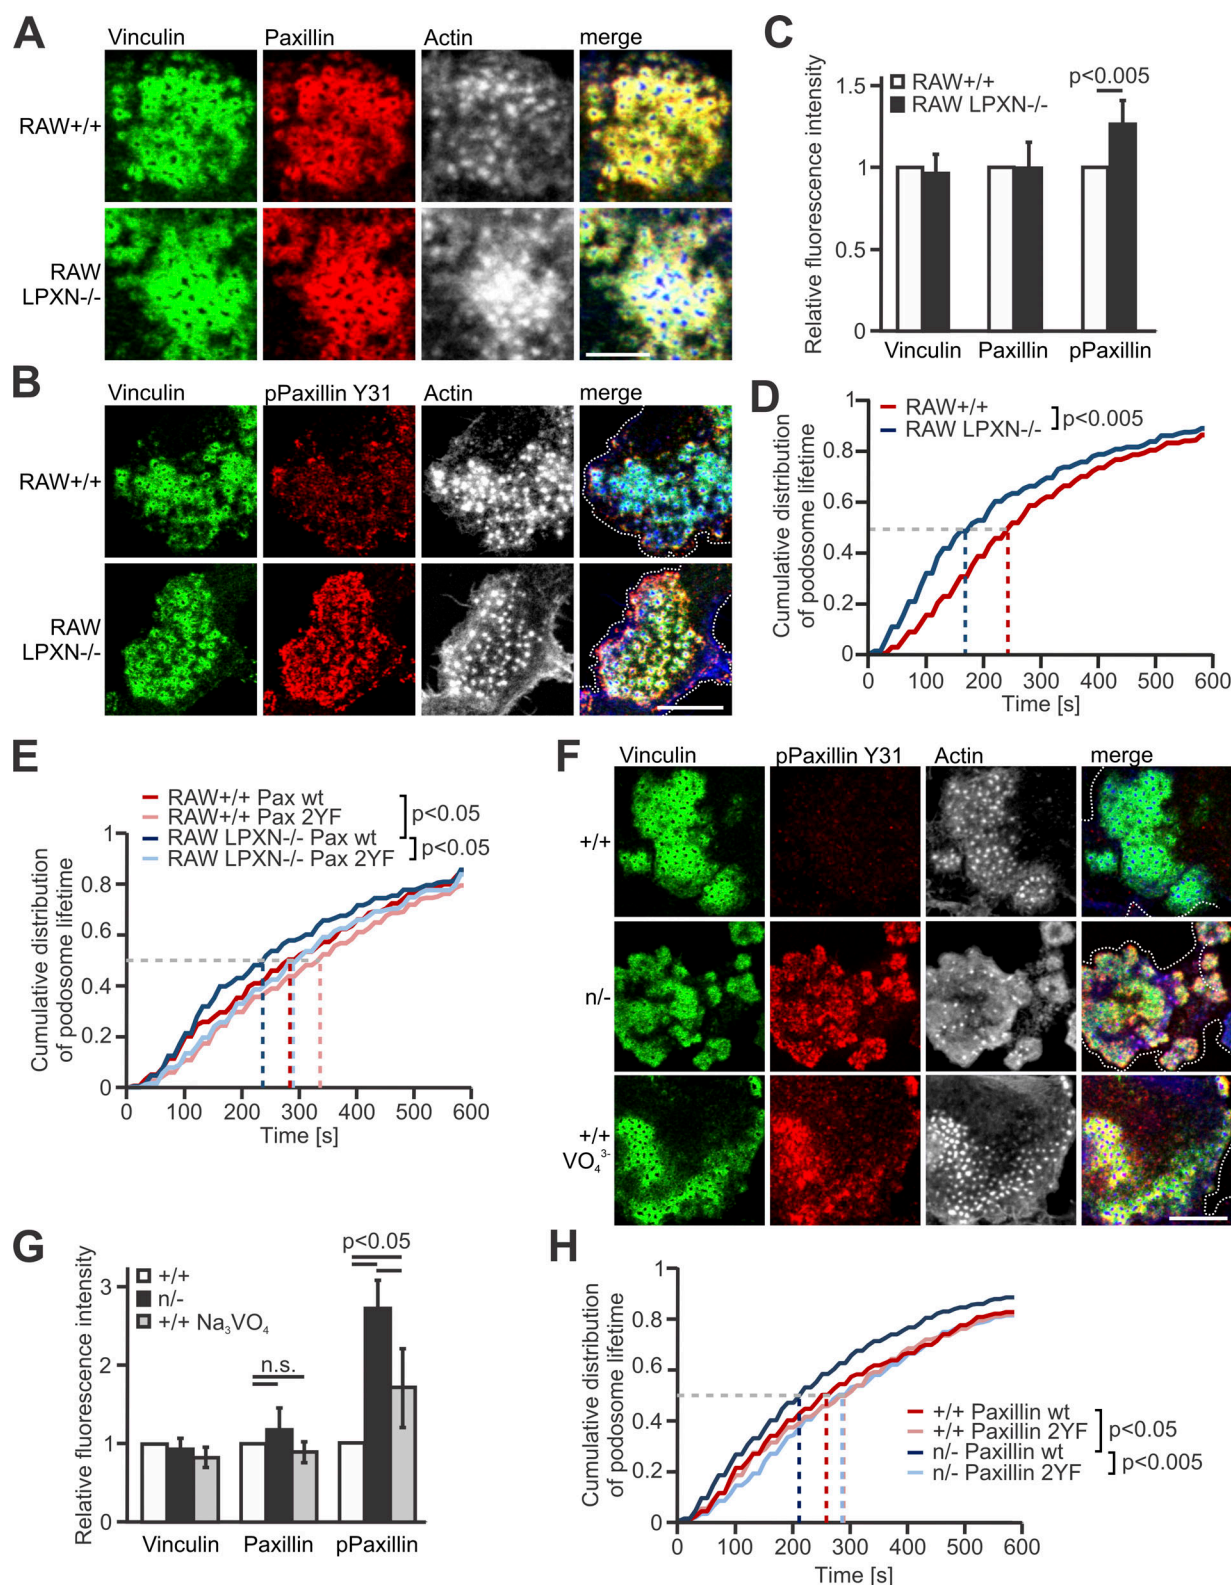 A
Vinculin Paxillin Actin merge
RAW+/+
RAW
LPXN-/-
B
Vinculin pPaxillin Y31 Actin merge
RAW+/+
RAW
LPXN-/-
C
Relative fluorescence intensity
1.5
1
0.5
0
RAW+/+
RAW LPXN-/-
p<0.005
Vinculin Paxillin pPaxillin
D
Cumulative distribution
of podosome lifetime
1
0.8
0.6
0.4
0.2
0
RAW+/+
RAW LPXN-/-
p<0.005
0 100 200 300 400 500 600
Time [s]
E
RAW+/+ Pax wt
RAW+/+ Pax 2YF
RAW LPXN-/- Pax wt
RAW LPXN-/- Pax 2YF
p<0.05
p<0.05
Cumulative distribution
of podosome lifetime
1
0.8
0.6
0.4
0.2
0
0 100 200 300 400 500 600
Time [s]
F
Vinculin pPaxillin Y31 Actin merge
+/+
n/-
+/+
VO₄³⁻
G
Relative fluorescence intensity
3
2
1
0
+/+
n/-
+/+ Na₃VO₄
n.s.
p<0.05
Vinculin Paxillin pPaxillin
H
Cumulative distribution
of podosome lifetime
1
0.8
0.6
0.4
0.2
0
+/+ Paxillin wt
+/+ Paxillin 2YF
n/- Paxillin wt
n/- Paxillin 2YF
p<0.05
p<0.005
0 100 200 300 400 500 600
Time [s]